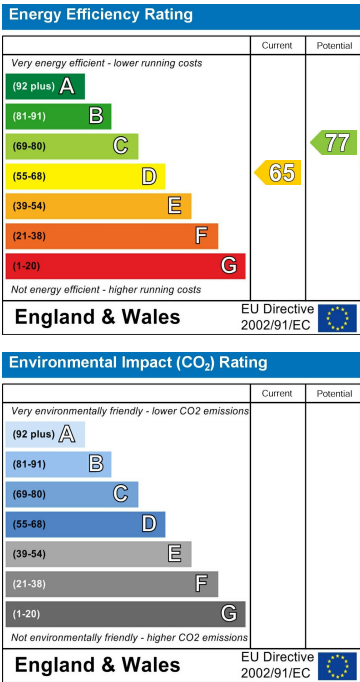 Energy Efficiency Rating
Current Potential
Very energy efficient - lower running costs
(92 plus) A
(81-91) B
(69-80) C 77
(55-68) D 65
(39-54) E
(21-38) F
(1-20) G
Not energy efficient - higher running costs
England & Wales
EU Directive
2002/91/EC
Environmental Impact (CO₂) Rating
Current Potential
Very environmentally friendly - lower CO2 emissions
(92 plus) A
(81-91) B
(69-80) C
(55-68) D
(39-54) E
(21-38) F
(1-20) G
Not environmentally friendly - higher CO2 emissions
England & Wales
EU Directive
2002/91/EC